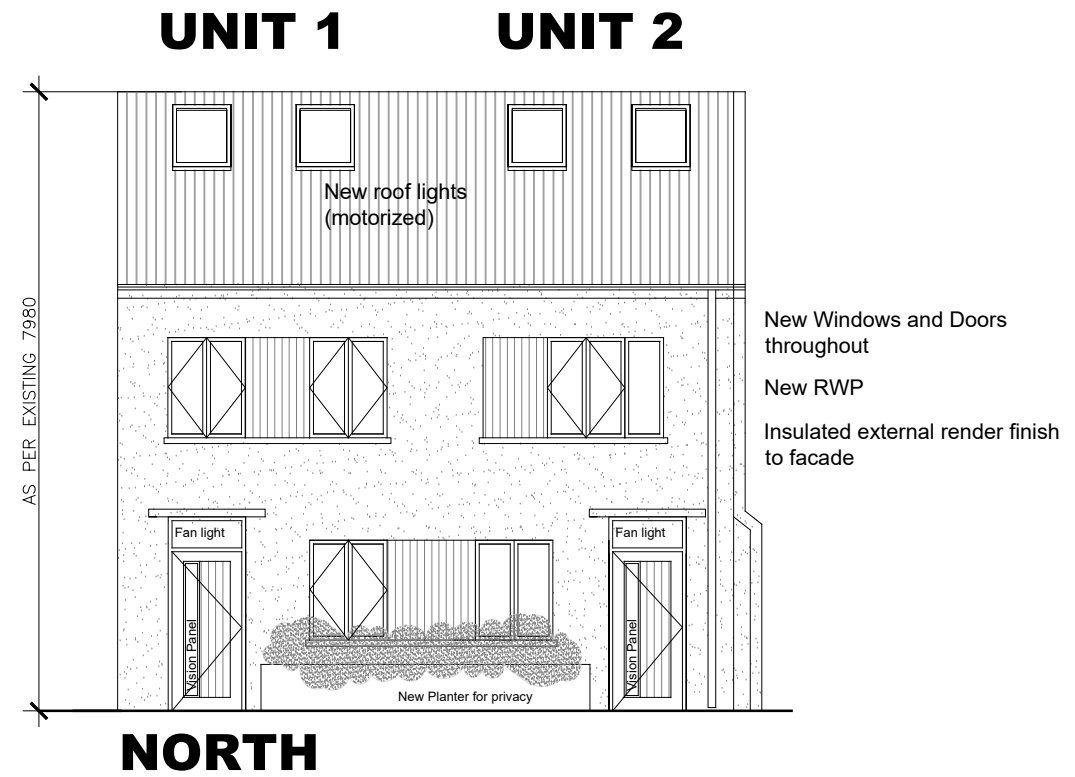 UNIT 1 UNIT 2
New roof lights
(motorized)
AS PER EXISTING 7980
New Windows and Doors
throughout
New RWP
Insulated external render finish
to facade
Fan light
Fan light
Vision Panel
Vision Panel
New Planter for privacy
NORTH